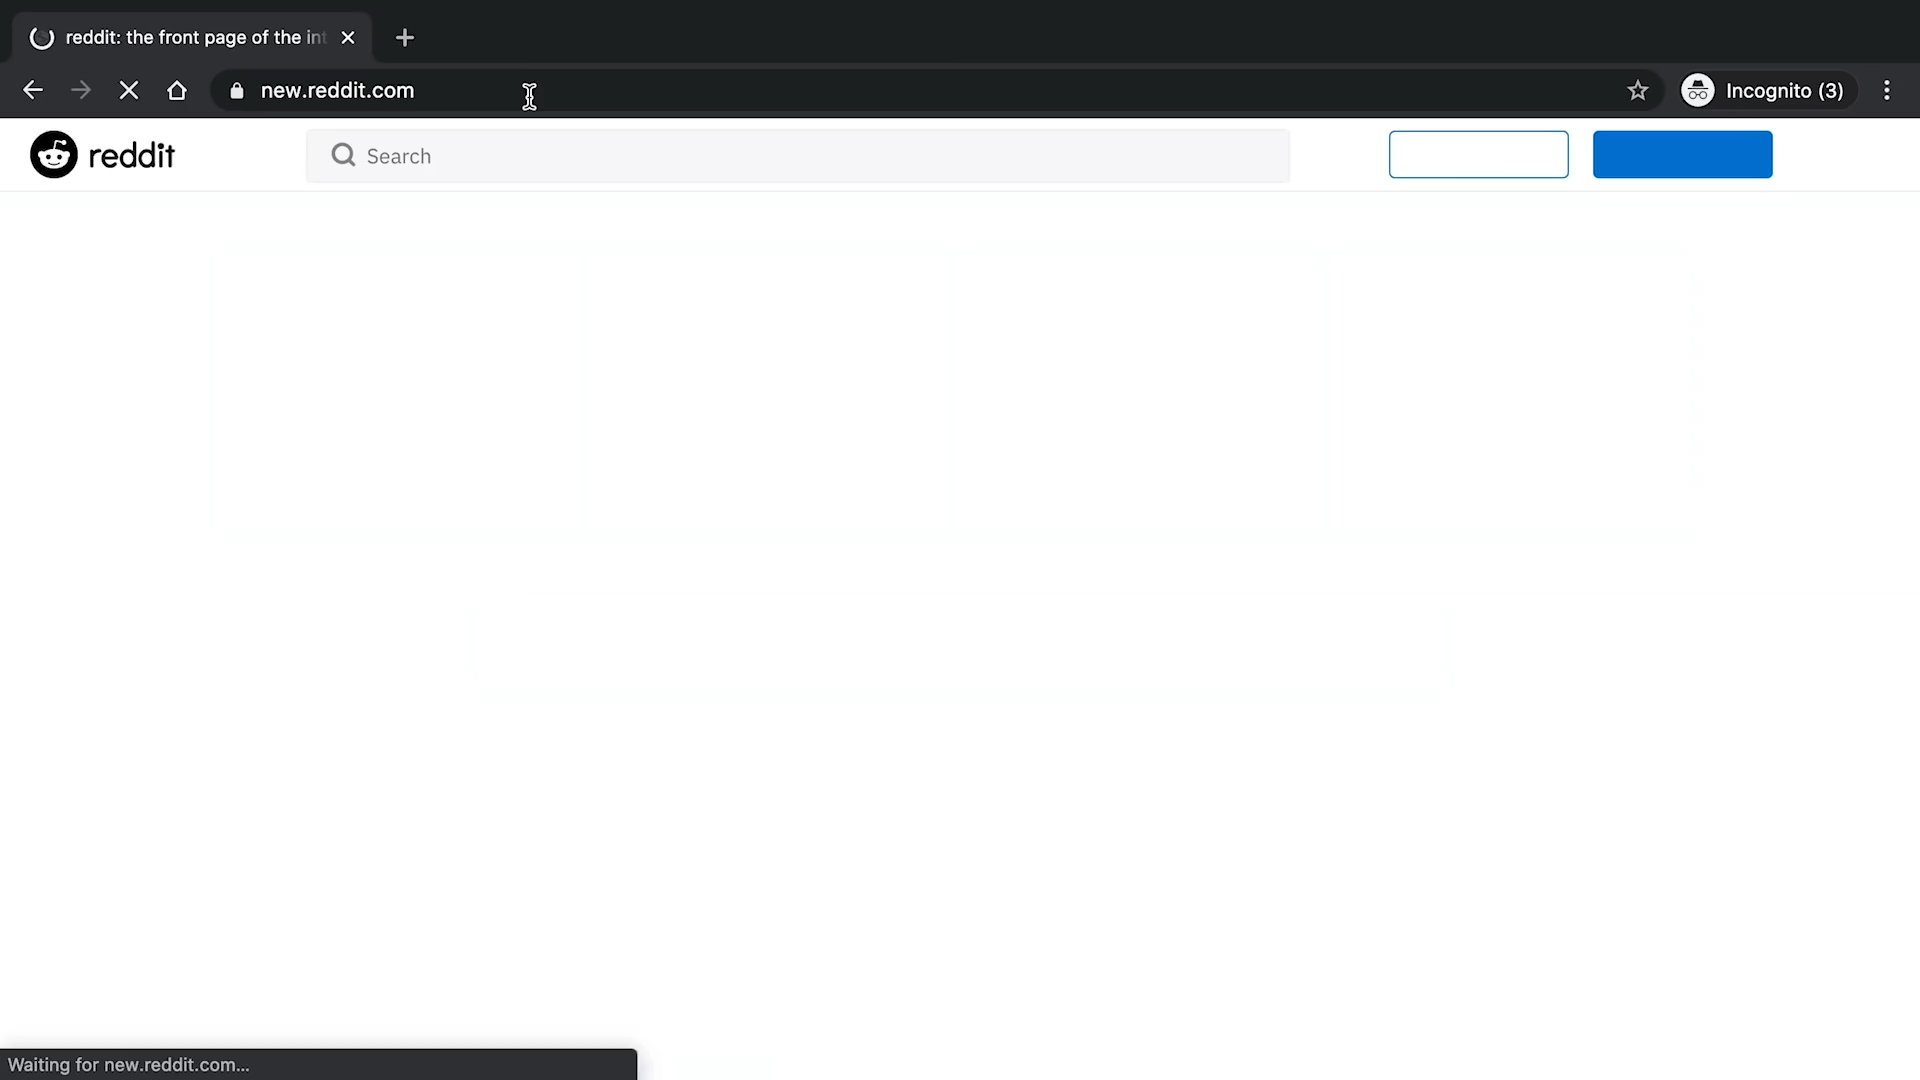 reddit: the front page of the int
new.reddit.com
Incognito (3)
reddit
Search
Waiting for new.reddit.com...